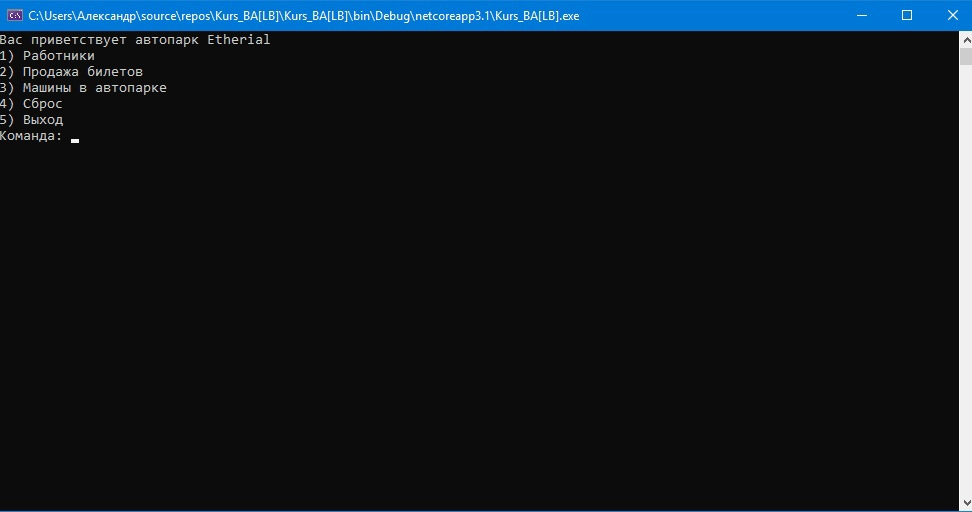 C:\Users\Александр\source\repos\Kurs_BA[LB]\Kurs_BA[LB]\bin\Debug\netcoreapp3.1\Kurs_BA[LB].exe
Вас приветствует автопарк Etherial
1) Работники
2) Продажа билетов
3) Машины в автопарке
4) Сброс
5) Выход
Команда: